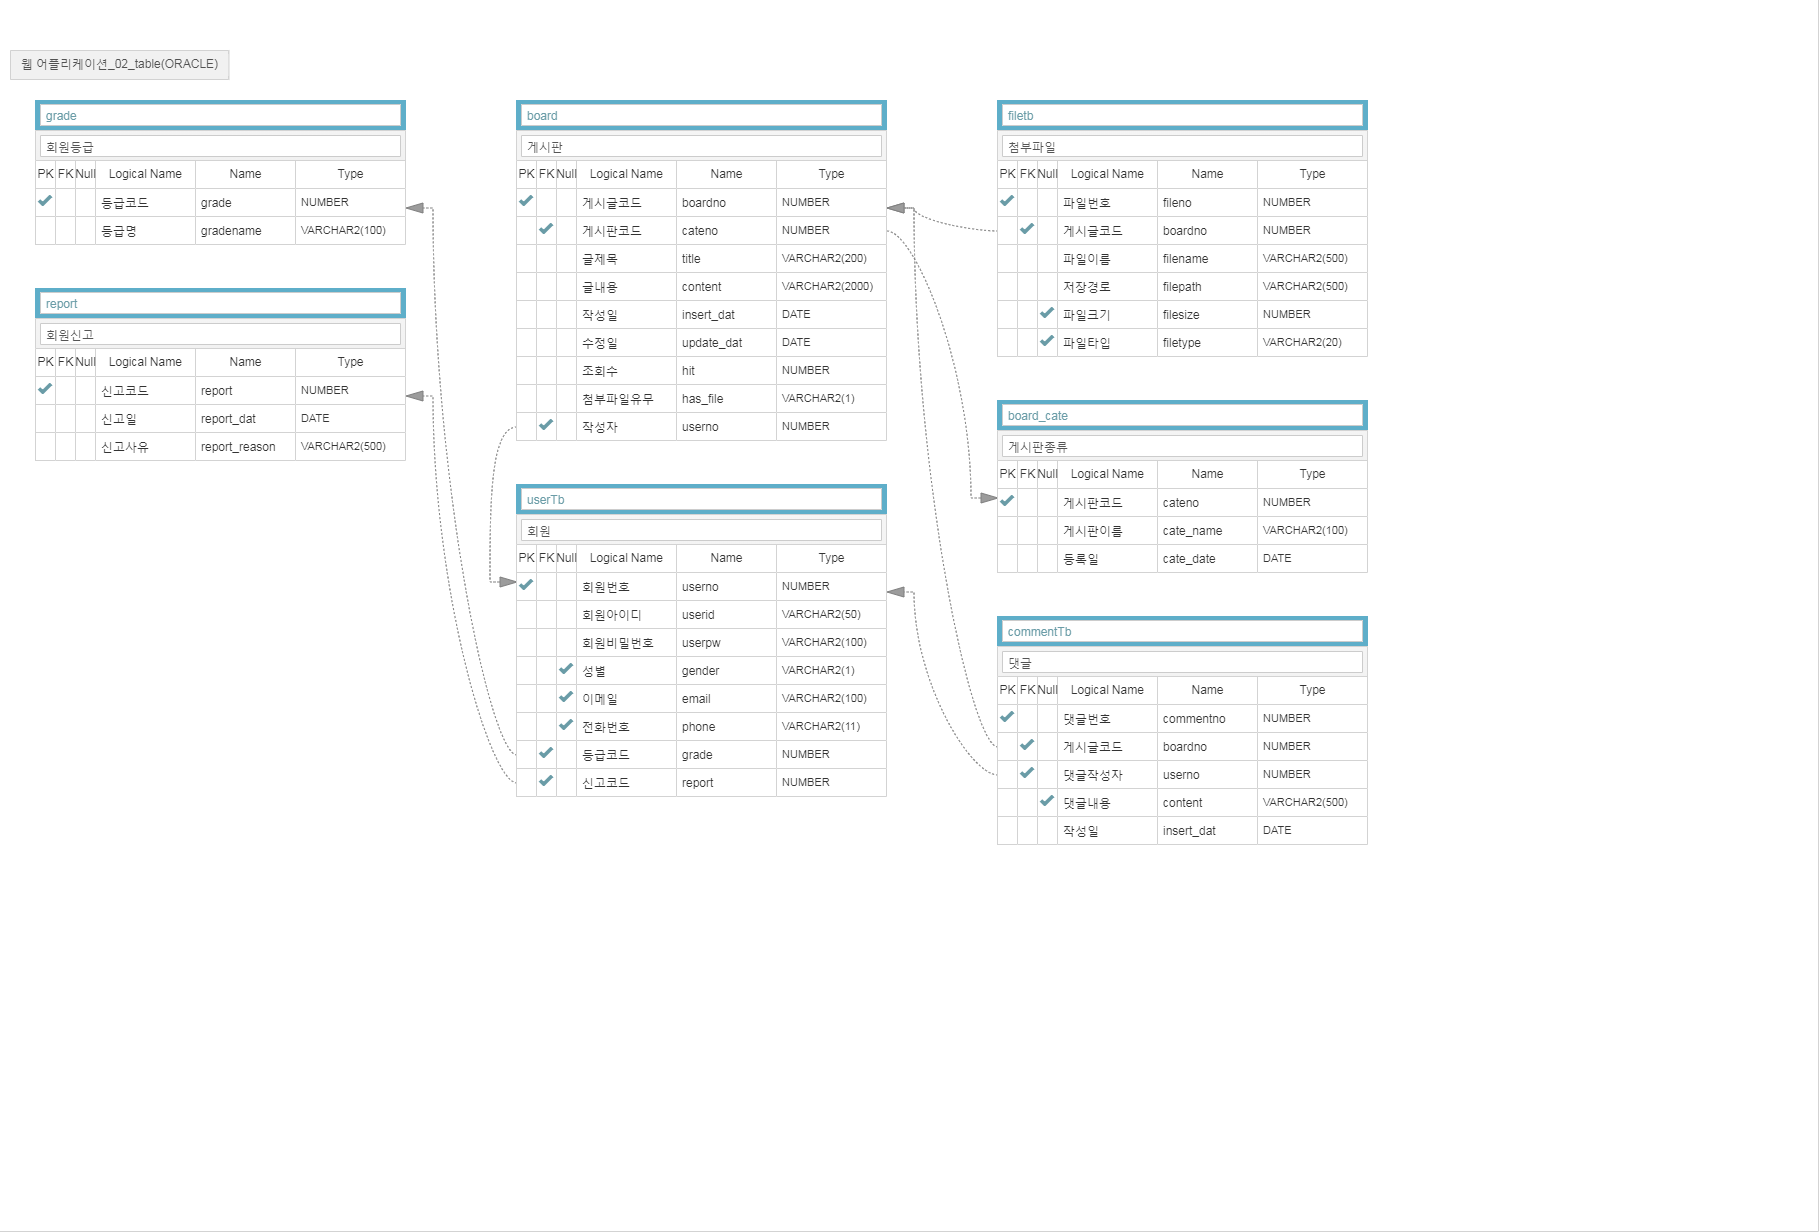 웹 어플리케이션_02_table(ORACLE)
grade
회원등급
PK FK Null Logical Name Name Type
등급코드 grade NUMBER
등급명 gradename VARCHAR2(100)
report
회원신고
PK FK Null Logical Name Name Type
신고코드 report NUMBER
신고일 report_dat DATE
신고사유 report_reason VARCHAR2(500)
board
게시판
PK FK Null Logical Name Name Type
게시글코드 boardno NUMBER
게시판코드 cateno NUMBER
글제목 title VARCHAR2(200)
글내용 content VARCHAR2(2000)
작성일 insert_dat DATE
수정일 update_dat DATE
조회수 hit NUMBER
첨부파일유무 has_file VARCHAR2(1)
작성자 userno NUMBER
userTb
회원
PK FK Null Logical Name Name Type
회원번호 userno NUMBER
회원아이디 userid VARCHAR2(50)
회원비밀번호 userpw VARCHAR2(100)
성별 gender VARCHAR2(1)
이메일 email VARCHAR2(100)
전화번호 phone VARCHAR2(11)
등급코드 grade NUMBER
신고코드 report NUMBER
filetb
첨부파일
PK FK Null Logical Name Name Type
파일번호 fileno NUMBER
게시글코드 boardno NUMBER
파일이름 filename VARCHAR2(500)
저장경로 filepath VARCHAR2(500)
파일크기 filesize NUMBER
파일타입 filetype VARCHAR2(20)
board_cate
게시판종류
PK FK Null Logical Name Name Type
게시판코드 cateno NUMBER
게시판이름 cate_name VARCHAR2(100)
등록일 cate_date DATE
commentTb
댓글
PK FK Null Logical Name Name Type
댓글번호 commentno NUMBER
게시글코드 boardno NUMBER
댓글작성자 userno NUMBER
댓글내용 content VARCHAR2(500)
작성일 insert_dat DATE